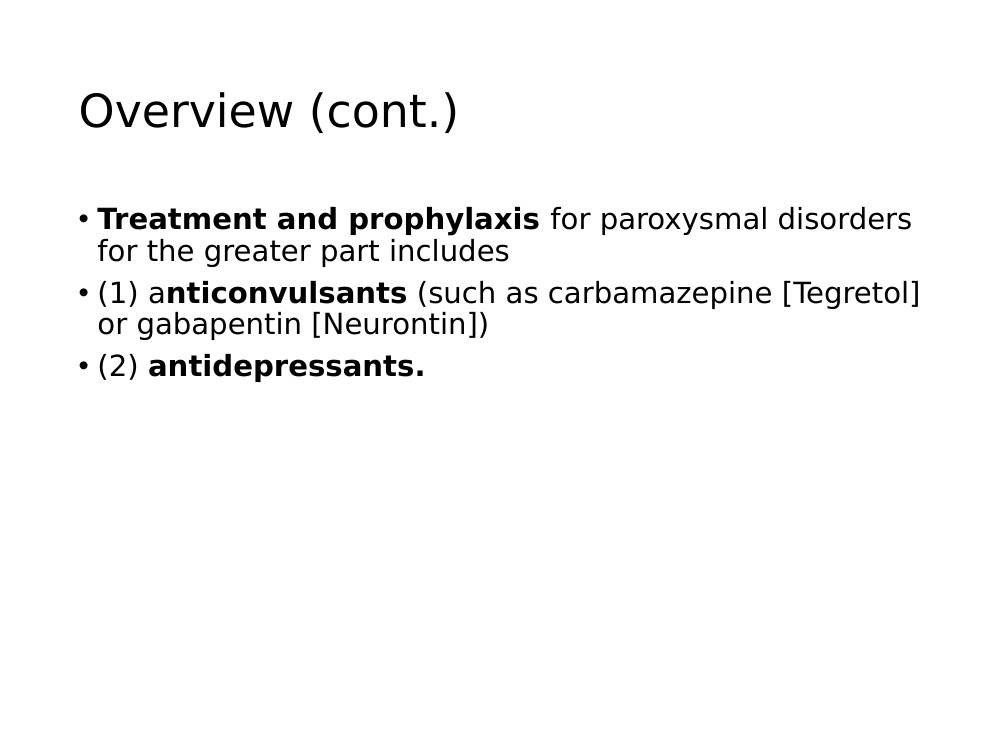 Overview (cont.)
• Treatment and prophylaxis for paroxysmal disorders
for the greater part includes
• (1) anticonvulsants (such as carbamazepine [Tegretol]
or gabapentin [Neurontin])
• (2) antidepressants.